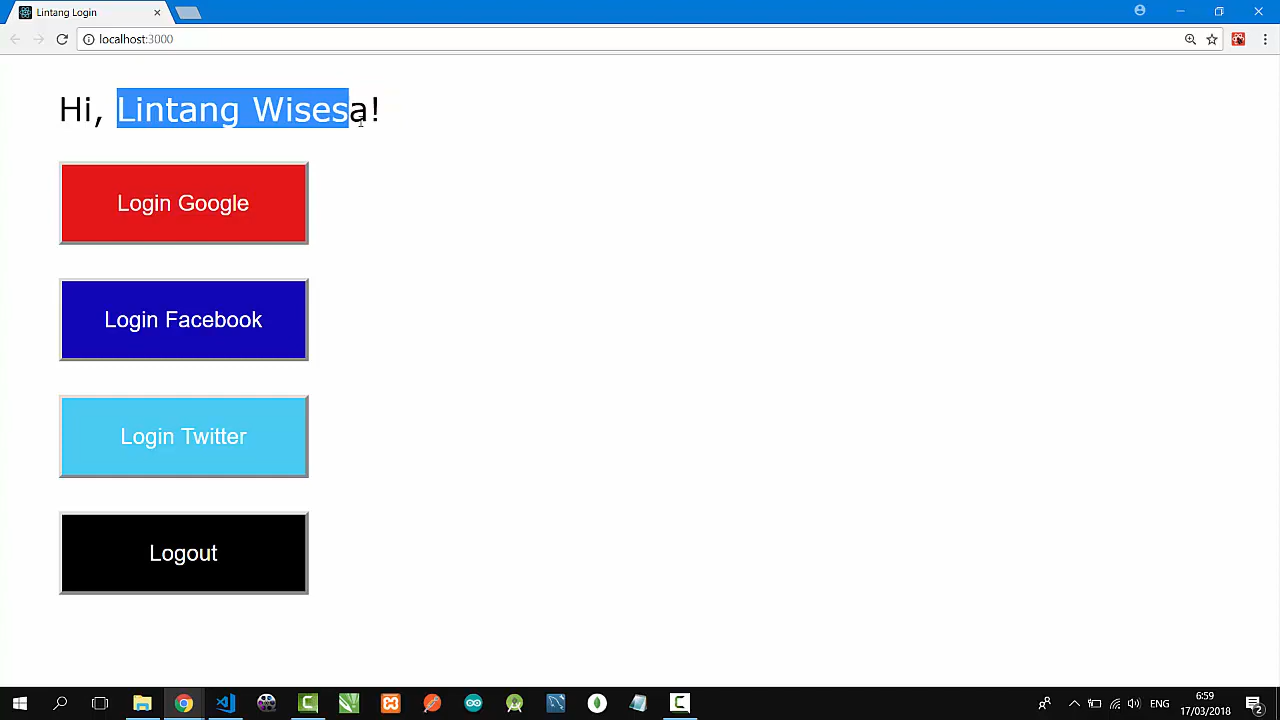 Lintang Login
localhost:3000
Hi, Lintang Wisesa!
Login Google
Login Facebook
Login Twitter
Logout
ENG
6:59
17/03/2018
2